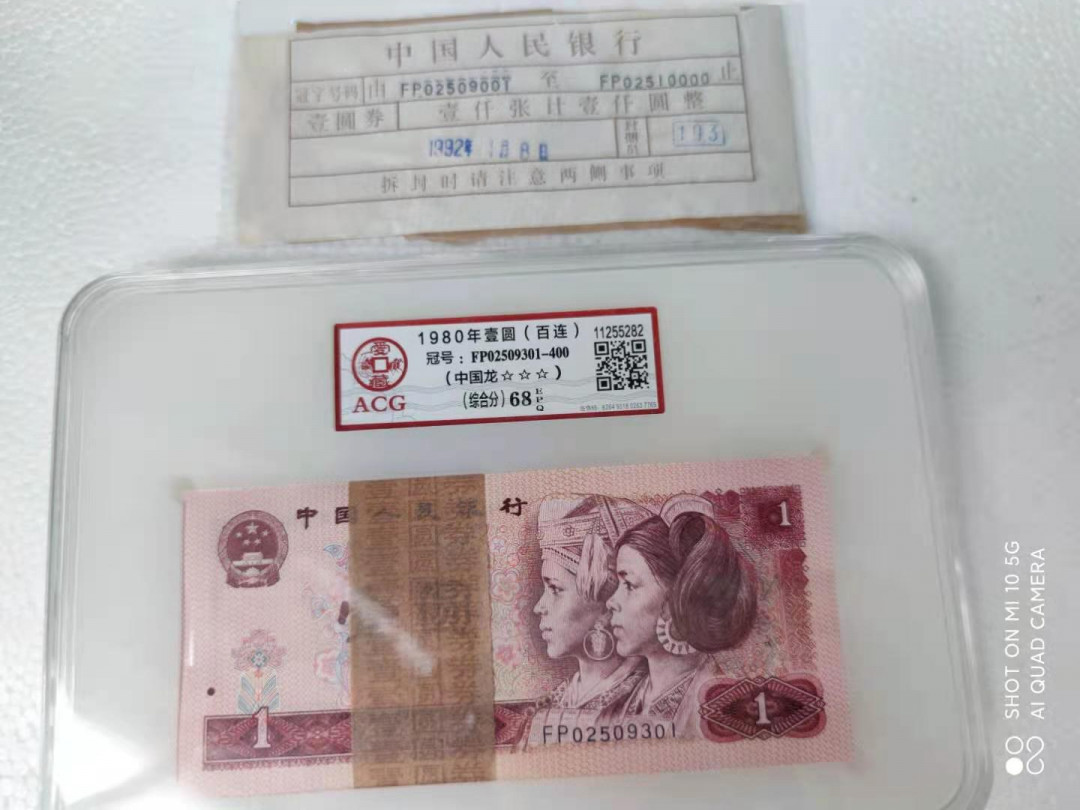 中国人民银行
冠字号码 由 FP02509001 至 FP02510000 止
壹圆券 壹仟张计壹仟圆整
1992年1月8日 封捆员 193
拆封时请注意两侧事项
1980年壹圆（百连） 11255282
冠号：FP02509301-400
（中国龙☆☆☆）
（综合分）68 EPQ
爱藏
ACG
中国人民银行
1
1
1
FP02509301
SHOT ON MI 10 5G
AI QUAD CAMERA